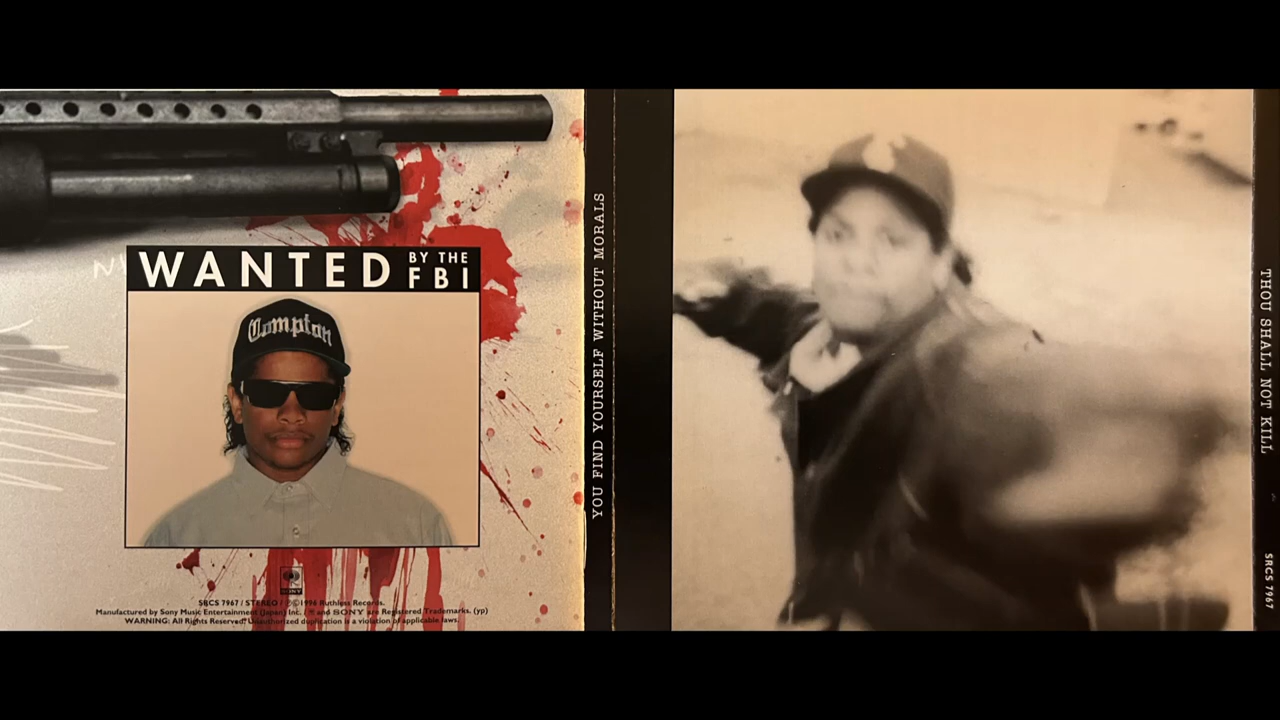 WANTED BY THE FBI
Compton
SONY
SRCS 7967 / STEREO / ℗©1996 Ruthless Records.
Manufactured by Sony Music Entertainment (Japan) Inc. / and SONY are Registered Trademarks. (yp)
WARNING: All Rights Reserved. Unauthorized duplication is a violation of applicable laws.
YOU FIND YOURSELF WITHOUT MORALS
THOU SHALL NOT KILL
SRCS 7967